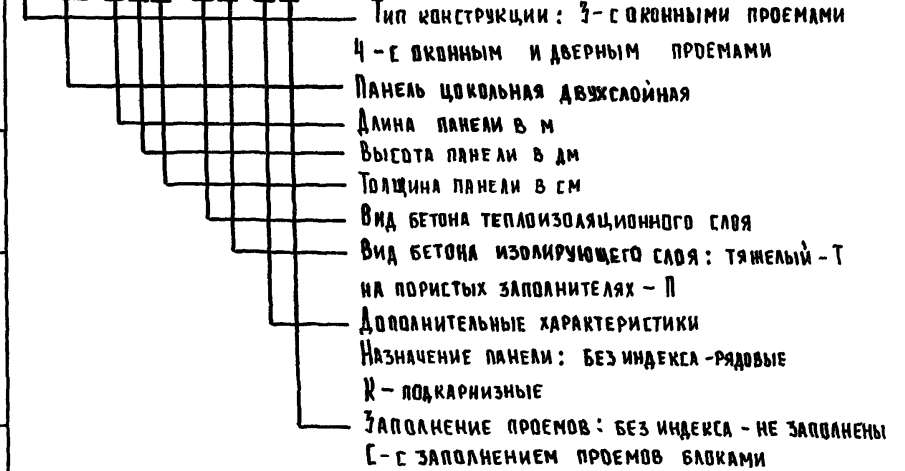 Тип конструкции: 3-с оконными проемами
4 - с оконным и дверным проемами
Панель цокольная двухслойная
Длина панели в м
Высота панели в дм
Толщина панели в см
Вид бетона теплоизоляционного слоя
Вид бетона изолирующего слоя: тяжелый - Т
на пористых заполнителях - П
Дополнительные характеристики
Назначение панели: без индекса - рядовые
К - подкарнизные
Заполнение проемов: без индекса - не заполнены
С - с заполнением проемов блоками